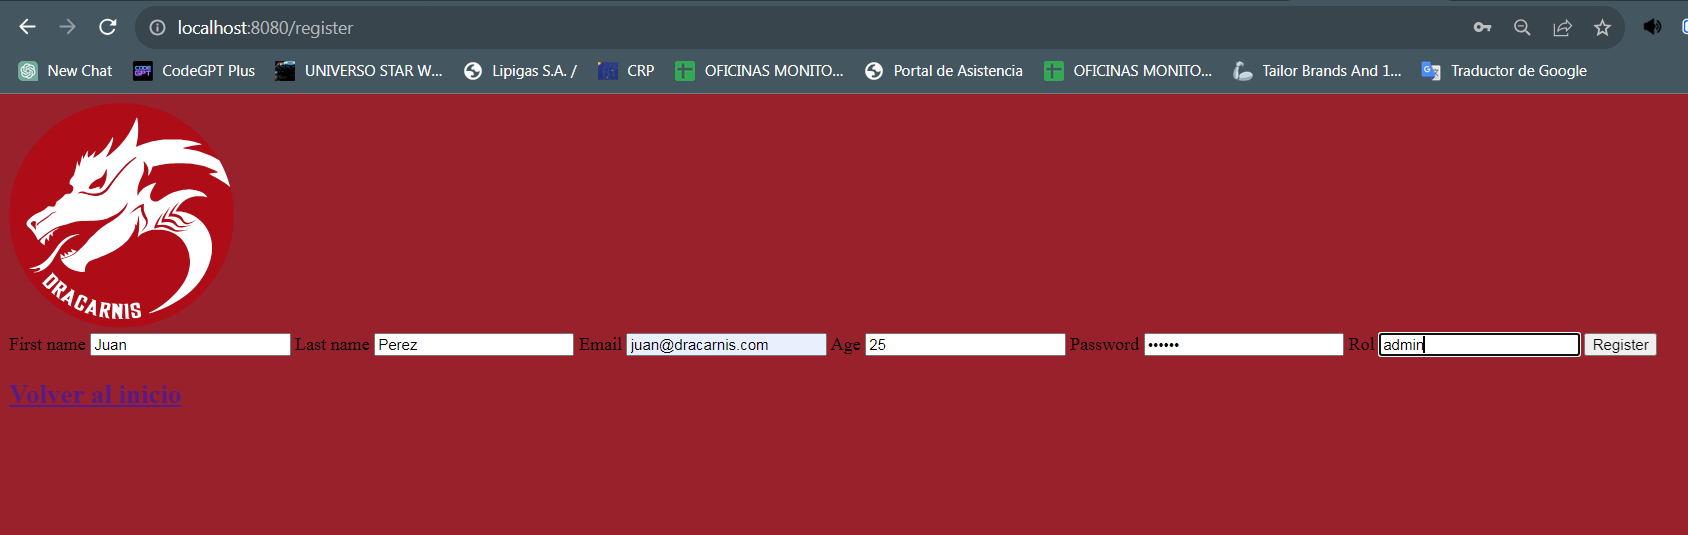 localhost:8080/register
New Chat CodeGPT Plus UNIVERSO STAR W... Lipigas S.A. / CRP OFICINAS MONITO... Portal de Asistencia OFICINAS MONITO... Tailor Brands And 1... Traductor de Google
DRACARNIS
First name Juan Last name Perez Email juan@dracarnis.com Age 25 Password •••••• Rol admin Register
Volver al inicio